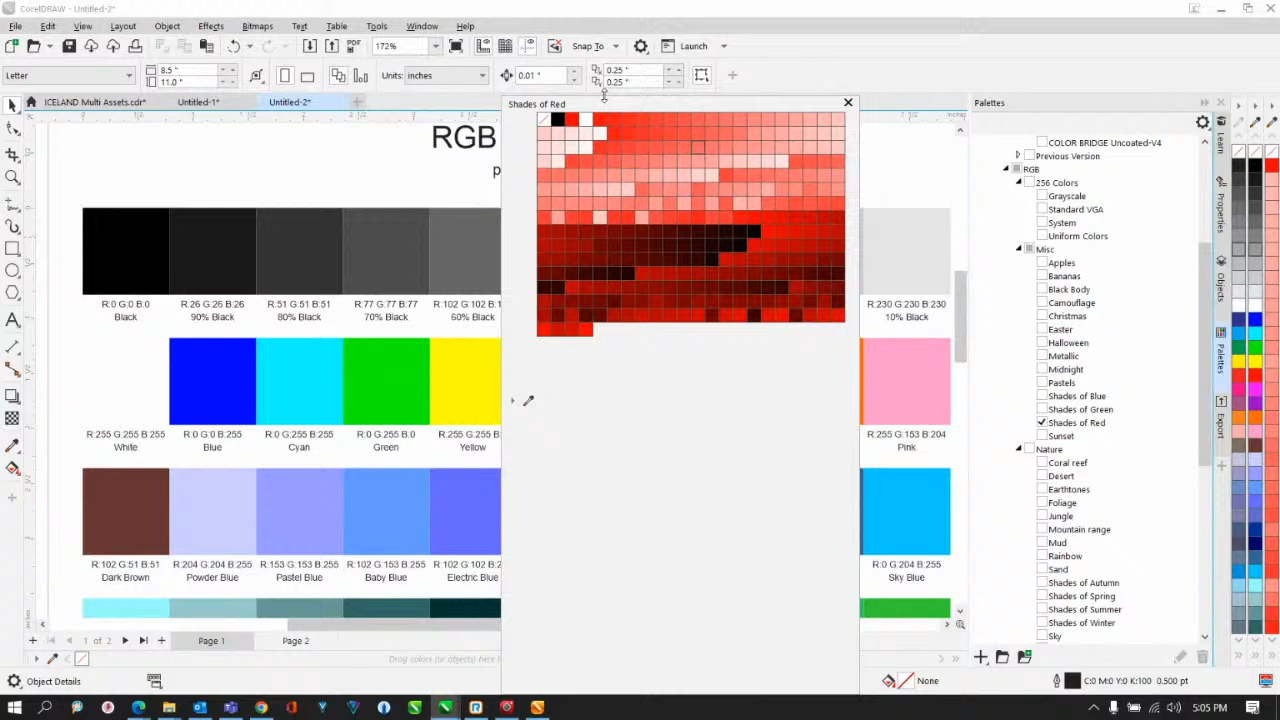 CorelDRAW - Untitled-2*
File Edit View Layout Object Effects Bitmaps Text Table Tools Window Help
PDF 172% Snap To Launch
Letter 8.5 " 11.0 " Units: inches 0.01 " 0.25 " 0.25 "
ICELAND Multi Assets.cdr* Untitled-1* Untitled-2*
inches
RGB
Shades of Red
R:0 G:0 B:0
Black
R:26 G:26 B:26
90% Black
R:51 G:51 B:51
80% Black
R:77 G:77 B:77
70% Black
R:102 G:102 B:1
60% Black
R:230 G:230 B:230
10% Black
R:255 G:255 B:255
White
R:0 G:0 B:255
Blue
R:0 G:255 B:255
Cyan
R:0 G:255 B:0
Green
R:255 G:255 B:
Yellow
R:255 G:153 B:204
Pink
R:102 G:51 B:51
Dark Brown
R:204 G:204 B:255
Powder Blue
R:153 G:153 B:255
Pastel Blue
R:102 G:153 B:255
Baby Blue
R:102 G:102 B:2
Electric Blue
R:0 G:204 B:255
Sky Blue
Palettes
COLOR BRIDGE Uncoated-V4
Previous Version
RGB
256 Colors
Grayscale
Standard VGA
System
Uniform Colors
Misc
Apples
Bananas
Black Body
Camouflage
Christmas
Easter
Halloween
Metallic
Midnight
Pastels
Shades of Blue
Shades of Green
Shades of Red
Sunset
Nature
Coral reef
Desert
Earthtones
Foliage
Jungle
Mountain range
Mud
Rainbow
Sand
Shades of Autumn
Shades of Spring
Shades of Summer
Shades of Winter
Sky
Learn
Properties
Objects
Palettes
Export
1 of 2 Page 1 Page 2
Drag colors (or objects) here
Object Details None C:0 M:0 Y:0 K:100 0.500 pt
5:05 PM